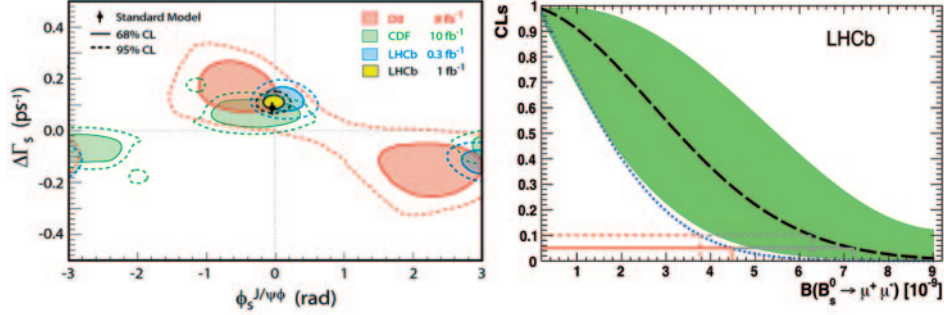 Standard Model
68% CL
95% CL
CDF 10 fb⁻¹
LHCb 0.3 fb⁻¹
LHCb 1 fb⁻¹
ΔΓs (ps⁻¹)
0.4
0.2
0.0
-0.2
-0.4
-3 -2 -1 0 1 2 3
ϕs^J/ψϕ (rad)
CLs
LHCb
1
0.9
0.8
0.7
0.6
0.5
0.4
0.3
0.2
0.1
0
1 2 3 4 5 6 7 8 9
B(B⁰s → μ⁺ μ⁻) [10⁻⁹]